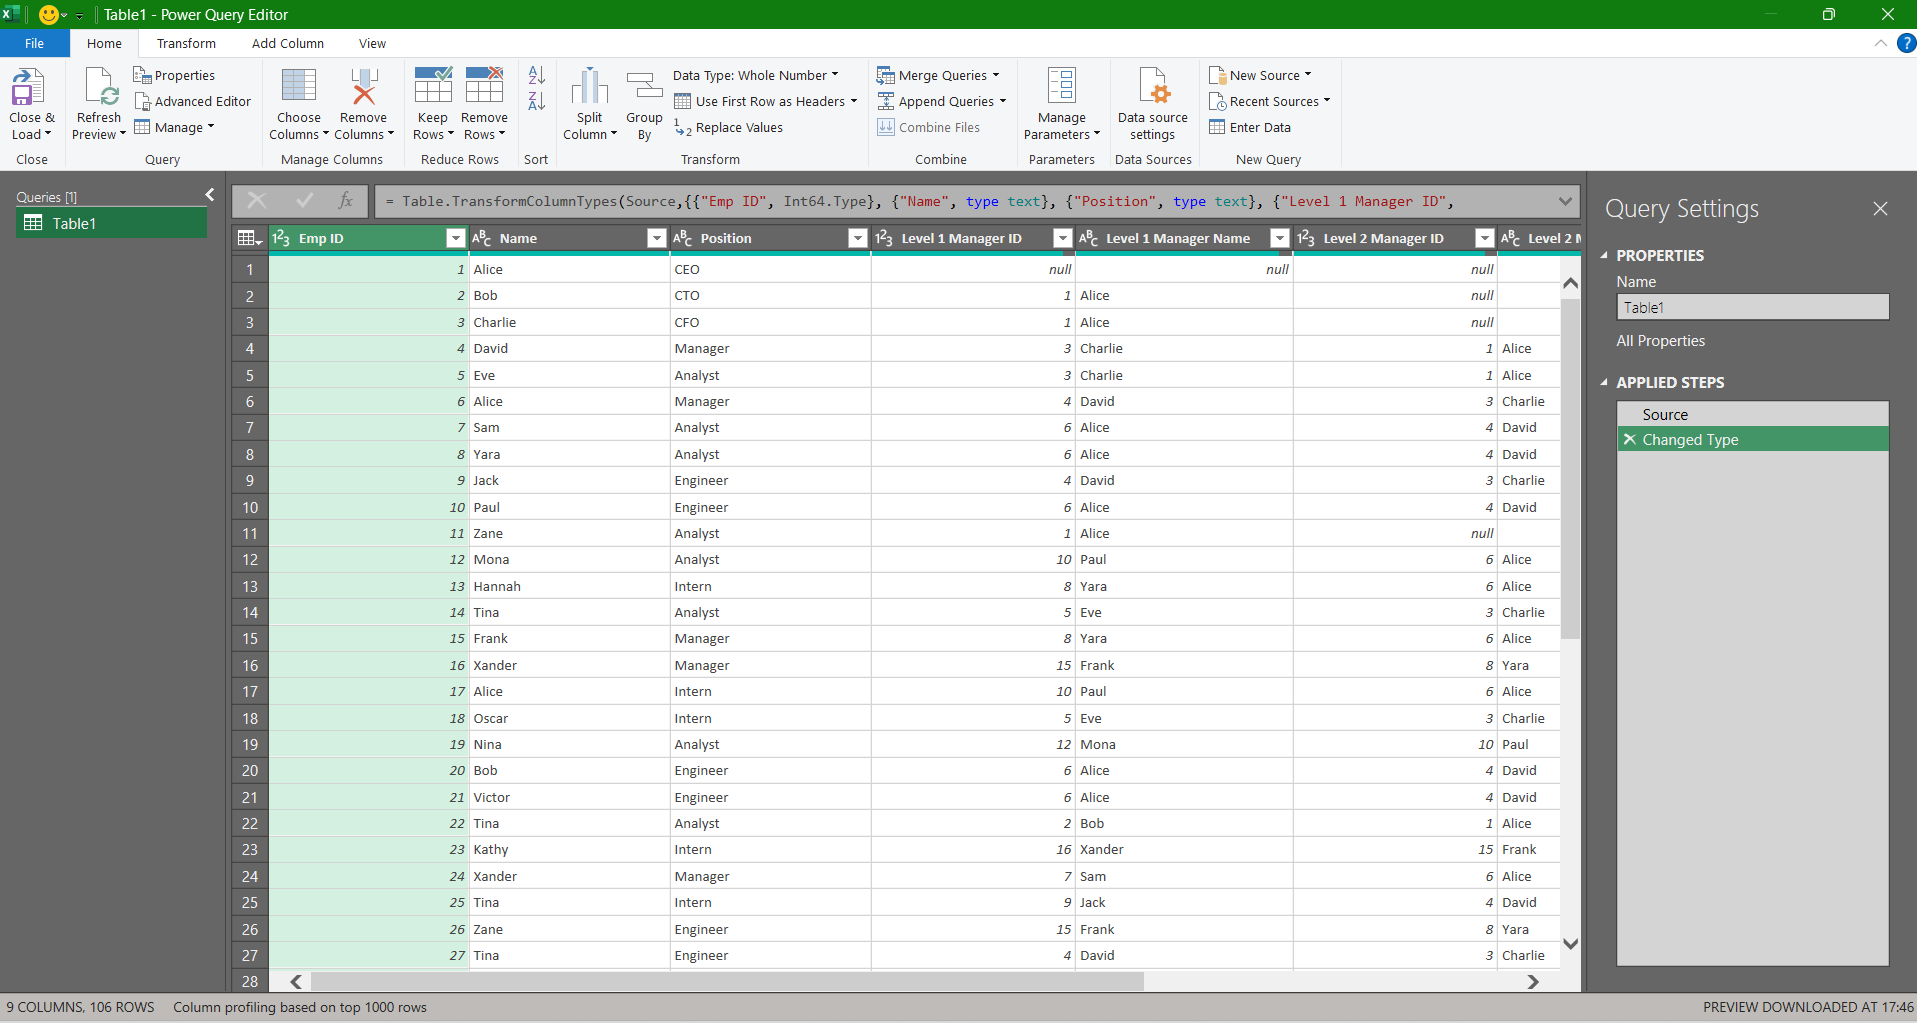 Table1 - Power Query Editor
File Home Transform Add Column View
Close & Load
Close
Refresh Preview
Properties
Advanced Editor
Manage
Query
Choose Columns
Remove Columns
Manage Columns
Keep Rows
Remove Rows
Reduce Rows
Sort
Split Column
Group By
Data Type: Whole Number
Use First Row as Headers
Replace Values
Transform
Merge Queries
Append Queries
Combine Files
Combine
Manage Parameters
Parameters
Data source settings
Data Sources
New Source
Recent Sources
Enter Data
New Query
Queries [1]
Table1
= Table.TransformColumnTypes(Source,{{"Emp ID", Int64.Type}, {"Name", type text}, {"Position", type text}, {"Level 1 Manager ID",
Emp ID Name Position Level 1 Manager ID Level 1 Manager Name Level 2 Manager ID Level 2 M
1 1 Alice CEO null null null
2 2 Bob CTO 1 Alice null
3 3 Charlie CFO 1 Alice null
4 4 David Manager 3 Charlie 1 Alice
5 5 Eve Analyst 3 Charlie 1 Alice
6 6 Alice Manager 4 David 3 Charlie
7 7 Sam Analyst 6 Alice 4 David
8 8 Yara Analyst 6 Alice 4 David
9 9 Jack Engineer 4 David 3 Charlie
10 10 Paul Engineer 6 Alice 4 David
11 11 Zane Analyst 1 Alice null
12 12 Mona Analyst 10 Paul 6 Alice
13 13 Hannah Intern 8 Yara 6 Alice
14 14 Tina Analyst 5 Eve 3 Charlie
15 15 Frank Manager 8 Yara 6 Alice
16 16 Xander Manager 15 Frank 8 Yara
17 17 Alice Intern 10 Paul 6 Alice
18 18 Oscar Intern 5 Eve 3 Charlie
19 19 Nina Analyst 12 Mona 10 Paul
20 20 Bob Engineer 6 Alice 4 David
21 21 Victor Engineer 6 Alice 4 David
22 22 Tina Analyst 2 Bob 1 Alice
23 23 Kathy Intern 16 Xander 15 Frank
24 24 Xander Manager 7 Sam 6 Alice
25 25 Tina Intern 9 Jack 4 David
26 26 Zane Engineer 15 Frank 8 Yara
27 27 Tina Engineer 4 David 3 Charlie
28
Query Settings
PROPERTIES
Name
Table1
All Properties
APPLIED STEPS
Source
Changed Type
9 COLUMNS, 106 ROWS Column profiling based on top 1000 rows PREVIEW DOWNLOADED AT 17:46